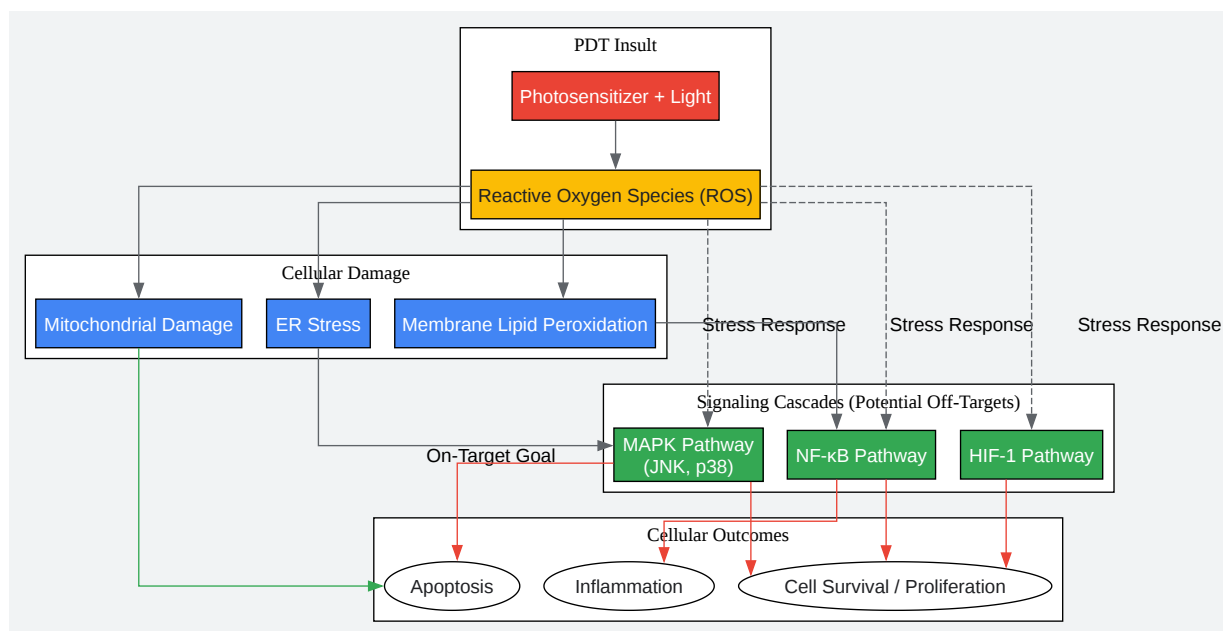 PDT Insult
Photosensitizer + Light
Reactive Oxygen Species (ROS)
Cellular Damage
Mitochondrial Damage
ER Stress
Membrane Lipid Peroxidation
Stress Response
Stress Response
Stress Response
Signaling Cascades (Potential Off-Targets)
MAPK Pathway
(JNK, p38)
NF-κB Pathway
HIF-1 Pathway
On-Target Goal
Cellular Outcomes
Apoptosis
Inflammation
Cell Survival / Proliferation